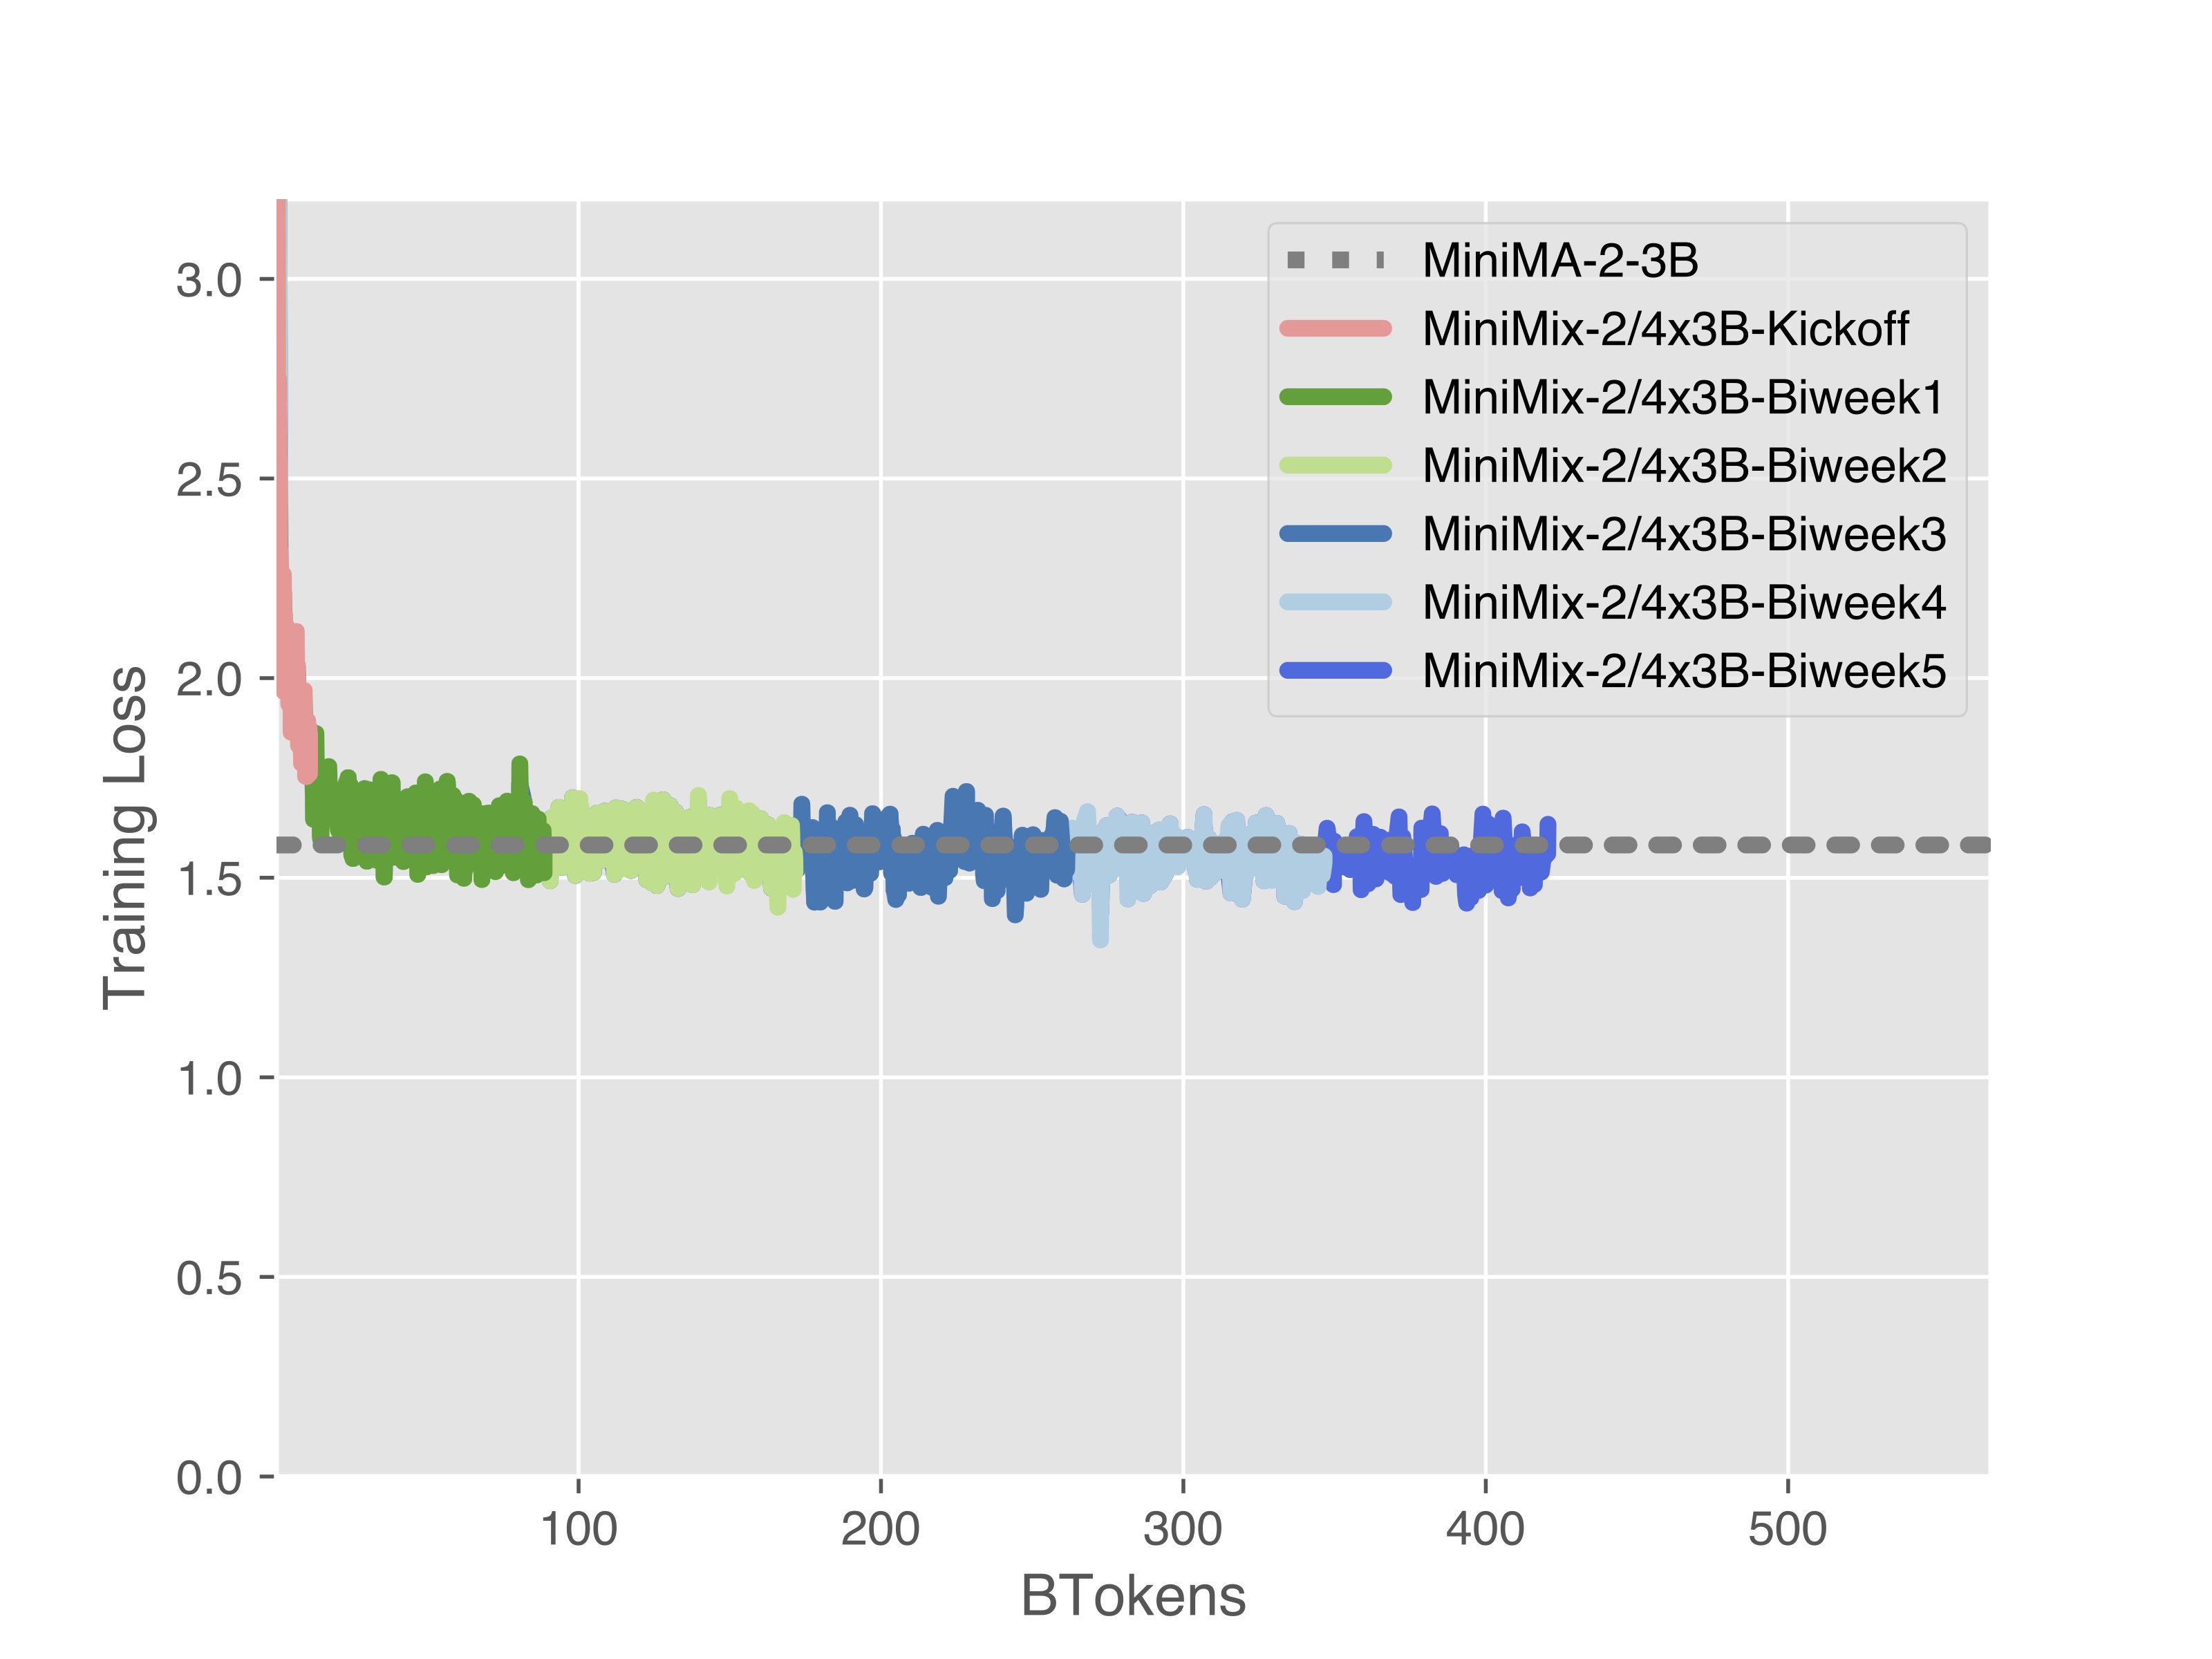 MiniMA-2-3B
MiniMix-2/4x3B-Kickoff
MiniMix-2/4x3B-Biweek1
MiniMix-2/4x3B-Biweek2
MiniMix-2/4x3B-Biweek3
MiniMix-2/4x3B-Biweek4
MiniMix-2/4x3B-Biweek5
Training Loss
3.0
2.5
2.0
1.5
1.0
0.5
0.0
100 200 300 400 500
BTokens